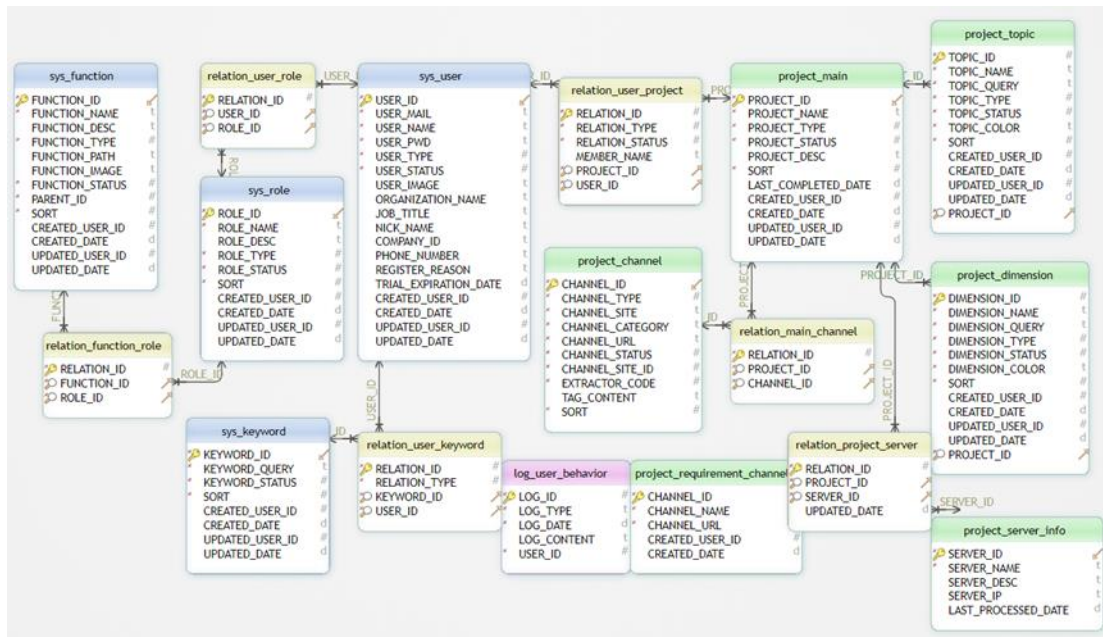 sys_function
FUNCTION_ID
FUNCTION_NAME
FUNCTION_DESC
FUNCTION_TYPE
FUNCTION_PATH
FUNCTION_IMAGE
FUNCTION_STATUS
PARENT_ID
SORT
CREATED_USER_ID
CREATED_DATE
UPDATED_USER_ID
UPDATED_DATE
relation_user_role
RELATION_ID
USER_ID
ROLE_ID
sys_role
ROLE_ID
ROLE_NAME
ROLE_DESC
ROLE_TYPE
ROLE_STATUS
SORT
CREATED_USER_ID
CREATED_DATE
UPDATED_USER_ID
UPDATED_DATE
relation_function_role
RELATION_ID
FUNCTION_ID
ROLE_ID
ROLE_ID
sys_user
USER_ID
USER_MAIL
USER_NAME
USER_PWD
USER_TYPE
USER_STATUS
USER_IMAGE
ORGANIZATION_NAME
JOB_TITLE
NICK_NAME
COMPANY_ID
PHONE_NUMBER
REGISTER_REASON
TRIAL_EXPIRATION_DATE
CREATED_USER_ID
CREATED_DATE
UPDATED_USER_ID
UPDATED_DATE
USER_ID
sys_keyword
KEYWORD_ID
KEYWORD_QUERY
KEYWORD_STATUS
SORT
CREATED_USER_ID
CREATED_DATE
UPDATED_USER_ID
UPDATED_DATE
relation_user_keyword
RELATION_ID
RELATION_TYPE
KEYWORD_ID
USER_ID
log_user_behavior
LOG_ID
LOG_TYPE
LOG_DATE
LOG_CONTENT
USER_ID
project_requirement_channel
CHANNEL_ID
CHANNEL_NAME
CHANNEL_URL
CREATED_USER_ID
CREATED_DATE
relation_user_project
RELATION_ID
RELATION_TYPE
RELATION_STATUS
MEMBER_NAME
PROJECT_ID
USER_ID
project_channel
CHANNEL_ID
CHANNEL_TYPE
CHANNEL_SITE
CHANNEL_CATEGORY
CHANNEL_URL
CHANNEL_STATUS
CHANNEL_SITE_ID
EXTRACTOR_CODE
TAG_CONTENT
SORT
project_main
PROJECT_ID
PROJECT_NAME
PROJECT_TYPE
PROJECT_STATUS
PROJECT_DESC
SORT
LAST_COMPLETED_DATE
CREATED_USER_ID
CREATED_DATE
UPDATED_USER_ID
UPDATED_DATE
relation_main_channel
RELATION_ID
PROJECT_ID
CHANNEL_ID
PROJECT_ID
PROJECT_ID
relation_project_server
RELATION_ID
PROJECT_ID
SERVER_ID
UPDATED_DATE
project_topic
TOPIC_ID
TOPIC_NAME
TOPIC_QUERY
TOPIC_TYPE
TOPIC_STATUS
TOPIC_COLOR
SORT
CREATED_USER_ID
CREATED_DATE
UPDATED_USER_ID
UPDATED_DATE
PROJECT_ID
project_dimension
DIMENSION_ID
DIMENSION_NAME
DIMENSION_QUERY
DIMENSION_TYPE
DIMENSION_STATUS
DIMENSION_COLOR
SORT
CREATED_USER_ID
CREATED_DATE
UPDATED_USER_ID
UPDATED_DATE
PROJECT_ID
SERVER_ID
project_server_info
SERVER_ID
SERVER_NAME
SERVER_DESC
SERVER_IP
LAST_PROCESSED_DATE